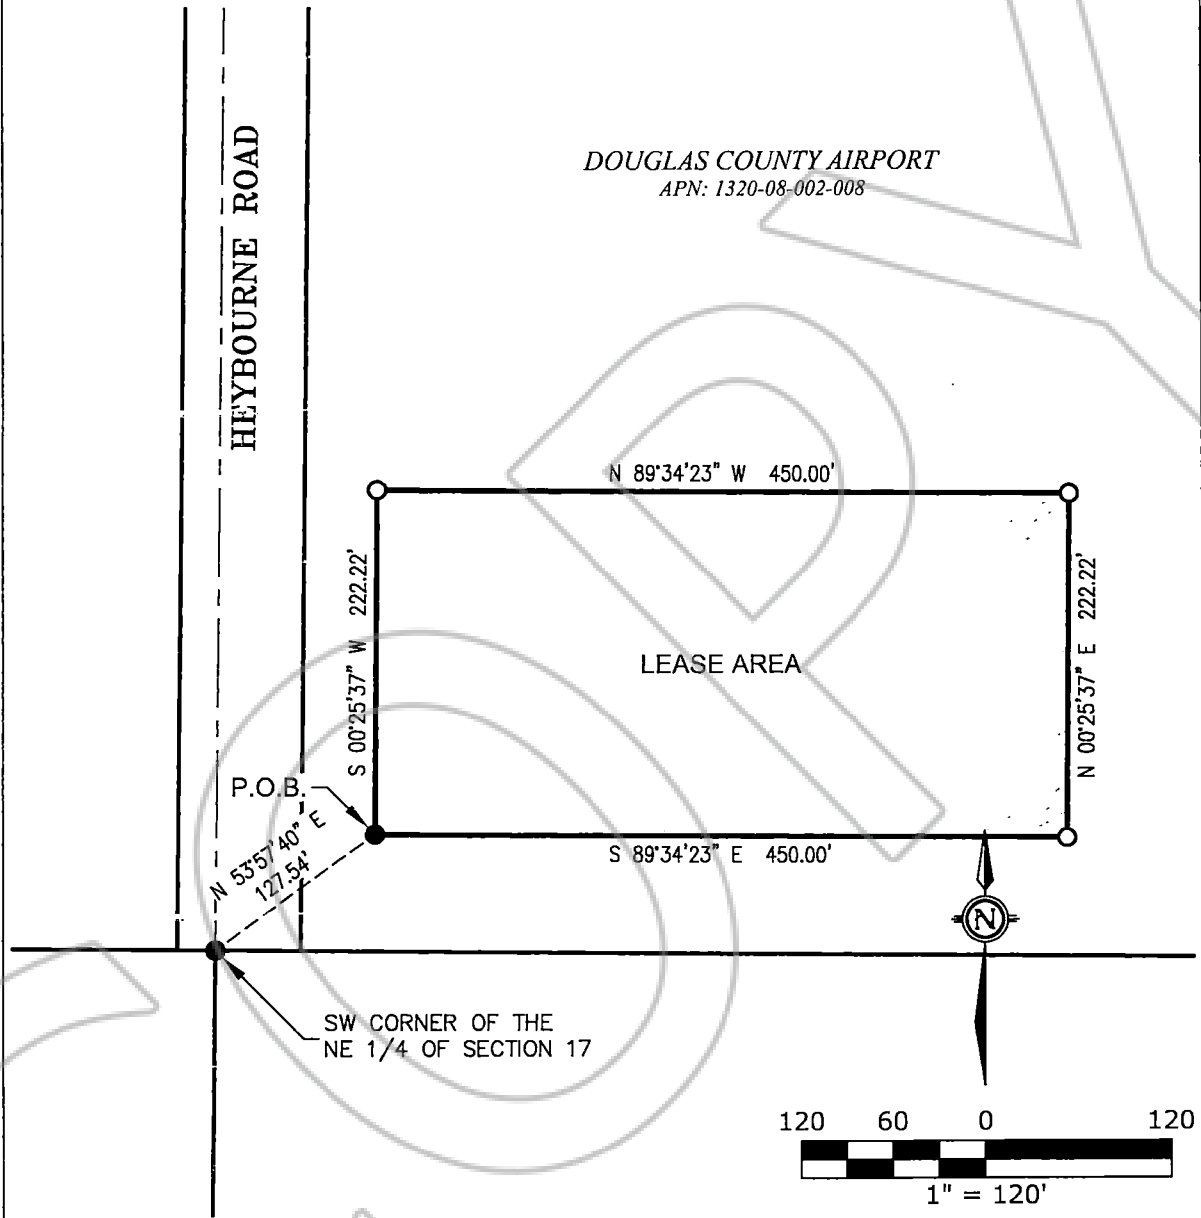 HEYBOURNE ROAD
DOUGLAS COUNTY AIRPORT
APN: 1320-08-002-008
N 89°34'23" W 450.00'
S 00°25'37" W 222.22'
N 00°25'37" E 222.22'
LEASE AREA
P.O.B.
N 53°57'40" E
127.54'
S 89°34'23" E 450.00'
N
SW CORNER OF THE
NE 1/4 OF SECTION 17
120 60 0 120
1" = 120'
COPY